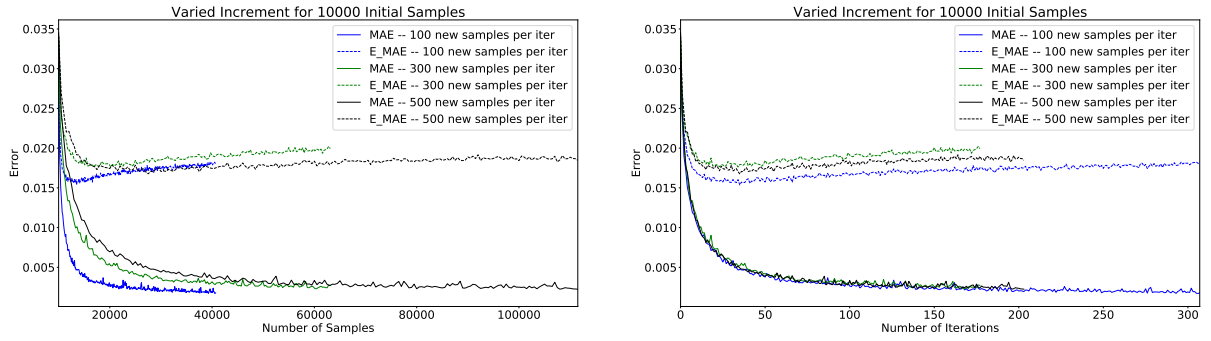 Varied Increment for 10000 Initial Samples
0.035
0.030
0.025
0.020
0.015
0.010
0.005
Error
MAE -- 100 new samples per iter
E_MAE -- 100 new samples per iter
MAE -- 300 new samples per iter
E_MAE -- 300 new samples per iter
MAE -- 500 new samples per iter
E_MAE -- 500 new samples per iter
20000 40000 60000 80000 100000
Number of Samples
Varied Increment for 10000 Initial Samples
0.035
0.030
0.025
0.020
0.015
0.010
0.005
Error
MAE -- 100 new samples per iter
E_MAE -- 100 new samples per iter
MAE -- 300 new samples per iter
E_MAE -- 300 new samples per iter
MAE -- 500 new samples per iter
E_MAE -- 500 new samples per iter
0 50 100 150 200 250 300
Number of Iterations